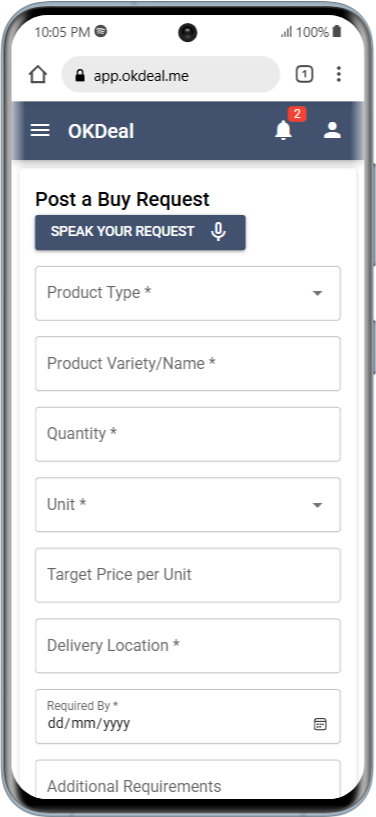 10:05 PM 100%
app.okdeal.me 1
OKDeal 2
Post a Buy Request
SPEAK YOUR REQUEST
Product Type *
Product Variety/Name *
Quantity *
Unit *
Target Price per Unit
Delivery Location *
Required By *
dd/mm/yyyy
Additional Requirements